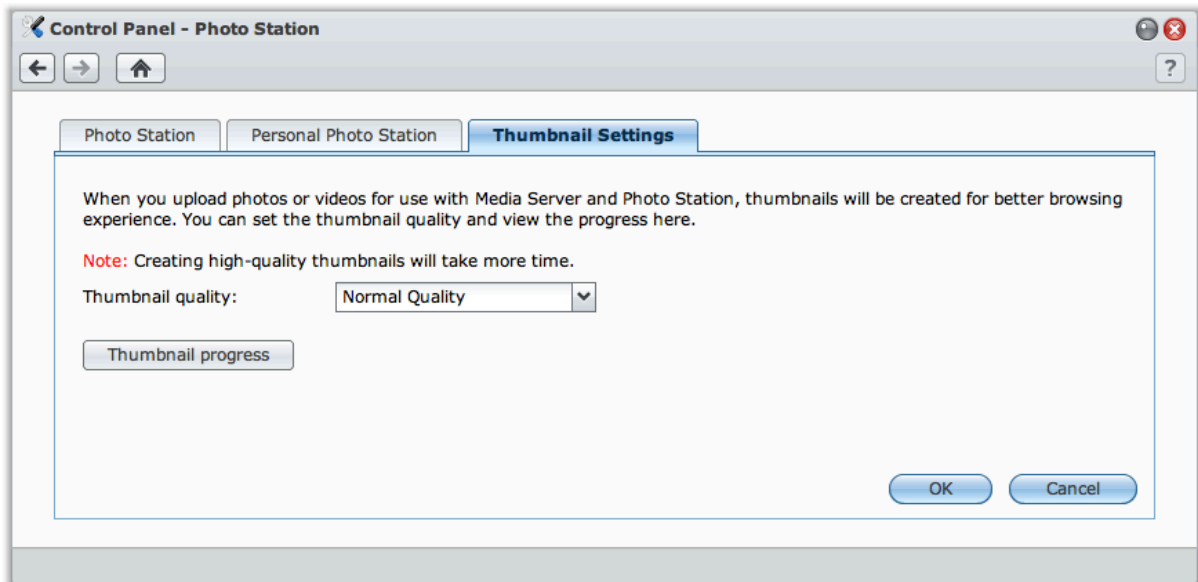 Control Panel - Photo Station
?
Photo Station Personal Photo Station Thumbnail Settings
When you upload photos or videos for use with Media Server and Photo Station, thumbnails will be created for better browsing
experience. You can set the thumbnail quality and view the progress here.
Note: Creating high-quality thumbnails will take more time.
Thumbnail quality: Normal Quality
Thumbnail progress
OK Cancel